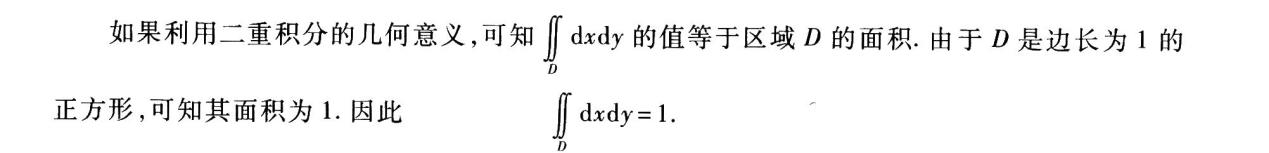 如果利用二重积分的几何意义,可知 ∬_D dxdy 的值等于区域 D 的面积. 由于 D 是边长为 1 的
正方形,可知其面积为 1. 因此 ∬_D dxdy=1.